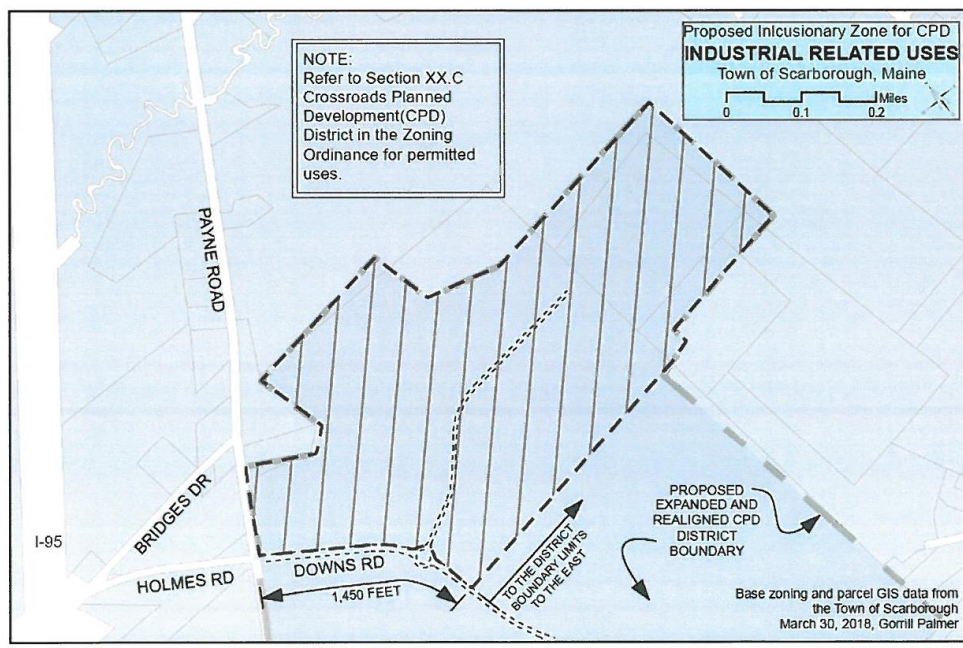 Proposed Inlcusionary Zone for CPD
INDUSTRIAL RELATED USES
Town of Scarborough, Maine
Miles
0 0.1 0.2
NOTE:
Refer to Section XX.C
Crossroads Planned
Development(CPD)
District in the Zoning
Ordinance for permitted
uses.
PAYNE ROAD
BRIDGES DR
I-95
HOLMES RD
DOWNS RD
1,450 FEET
TO THE DISTRICT
BOUNDARY LIMITS
TO THE EAST
PROPOSED
EXPANDED AND
REALIGNED CPD
DISTRICT
BOUNDARY
Base zoning and parcel GIS data from
the Town of Scarborough
March 30, 2018, Gorrill Palmer